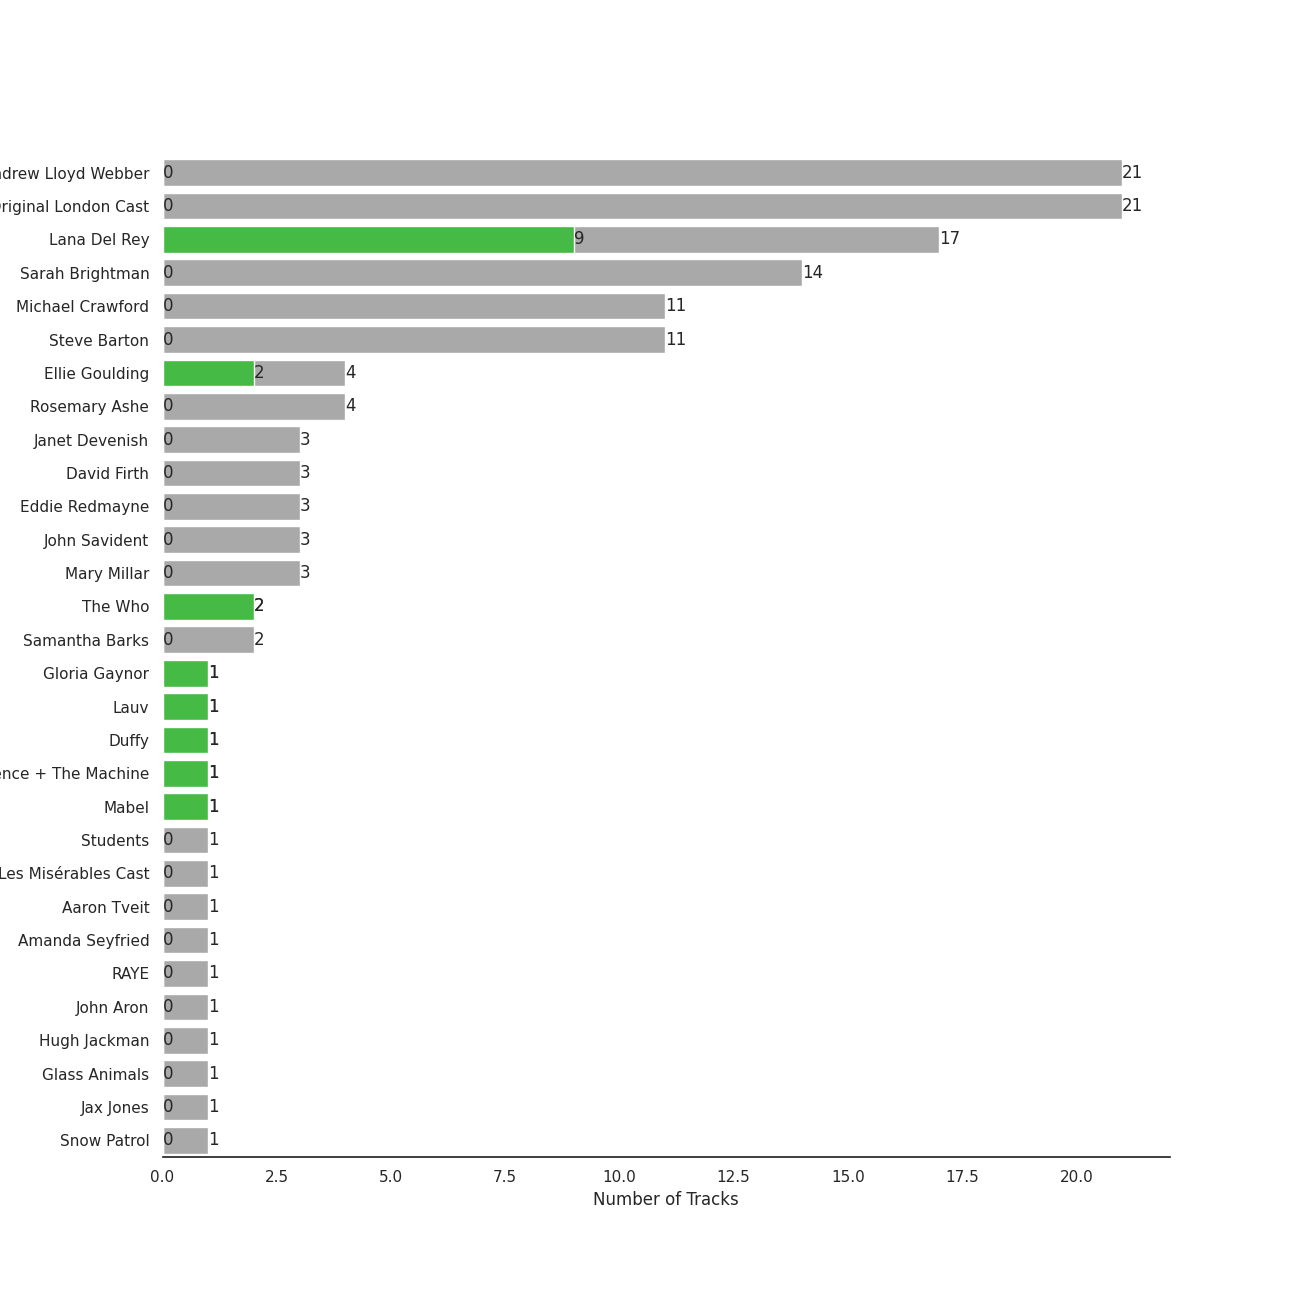 drew Lloyd Webber 0 21
riginal London Cast 0 21
Lana Del Rey 9 17
Sarah Brightman 0 14
Michael Crawford 0 11
Steve Barton 0 11
Ellie Goulding 2 4
Rosemary Ashe 0 4
Janet Devenish 0 3
David Firth 0 3
Eddie Redmayne 0 3
John Savident 0 3
Mary Millar 0 3
The Who 2
Samantha Barks 0 2
Gloria Gaynor 1
Lauv 1
Duffy 1
ence + The Machine 1
Mabel 1
Students 0 1
Les Misérables Cast 0 1
Aaron Tveit 0 1
Amanda Seyfried 0 1
RAYE 0 1
John Aron 0 1
Hugh Jackman 0 1
Glass Animals 0 1
Jax Jones 0 1
Snow Patrol 0 1
0.0 2.5 5.0 7.5 10.0 12.5 15.0 17.5 20.0
Number of Tracks